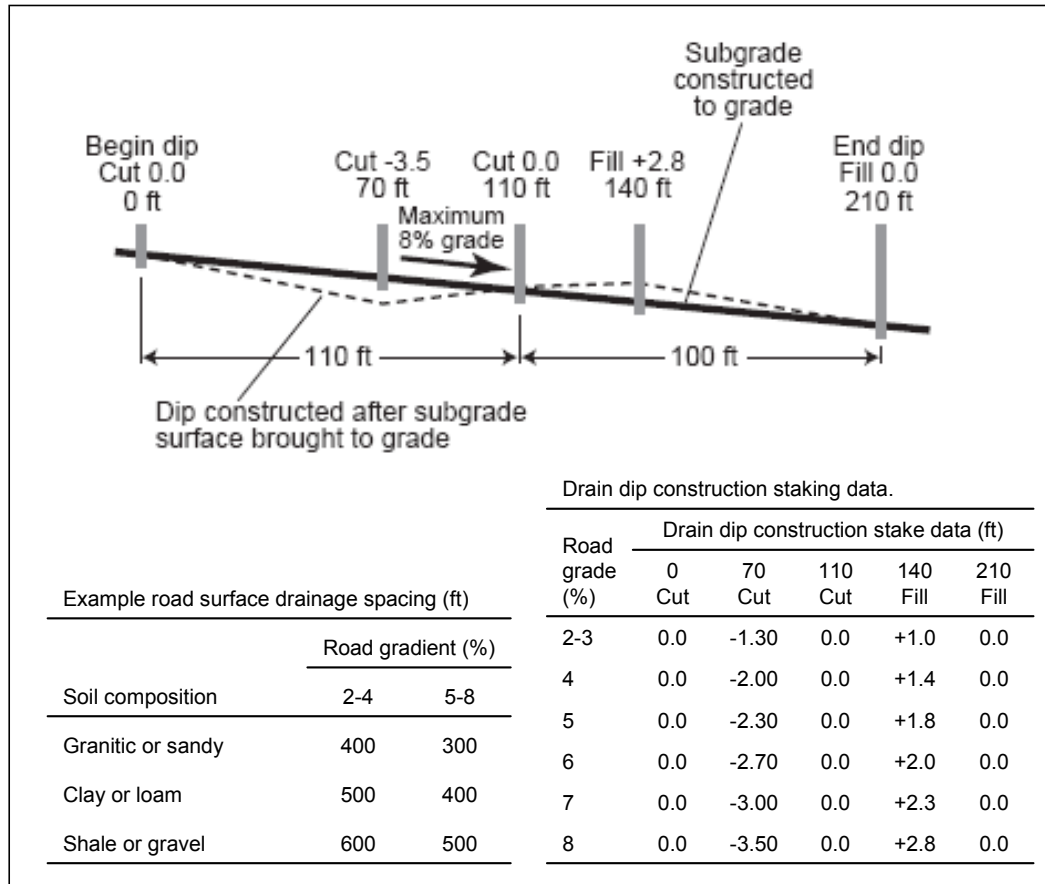 Subgrade
constructed
to grade
Begin dip
Cut 0.0
0 ft
Cut -3.5
70 ft
Cut 0.0
110 ft
Fill +2.8
140 ft
End dip
Fill 0.0
210 ft
Maximum
8% grade
110 ft
100 ft
Dip constructed after subgrade
surface brought to grade
Example road surface drainage spacing (ft)
Road gradient (%)
Soil composition 2-4 5-8
Granitic or sandy 400 300
Clay or loam 500 400
Shale or gravel 600 500
Drain dip construction staking data.
Drain dip construction stake data (ft)
Road
grade 0 70 110 140 210
(%) Cut Cut Cut Fill Fill
2-3 0.0 -1.30 0.0 +1.0 0.0
4 0.0 -2.00 0.0 +1.4 0.0
5 0.0 -2.30 0.0 +1.8 0.0
6 0.0 -2.70 0.0 +2.0 0.0
7 0.0 -3.00 0.0 +2.3 0.0
8 0.0 -3.50 0.0 +2.8 0.0